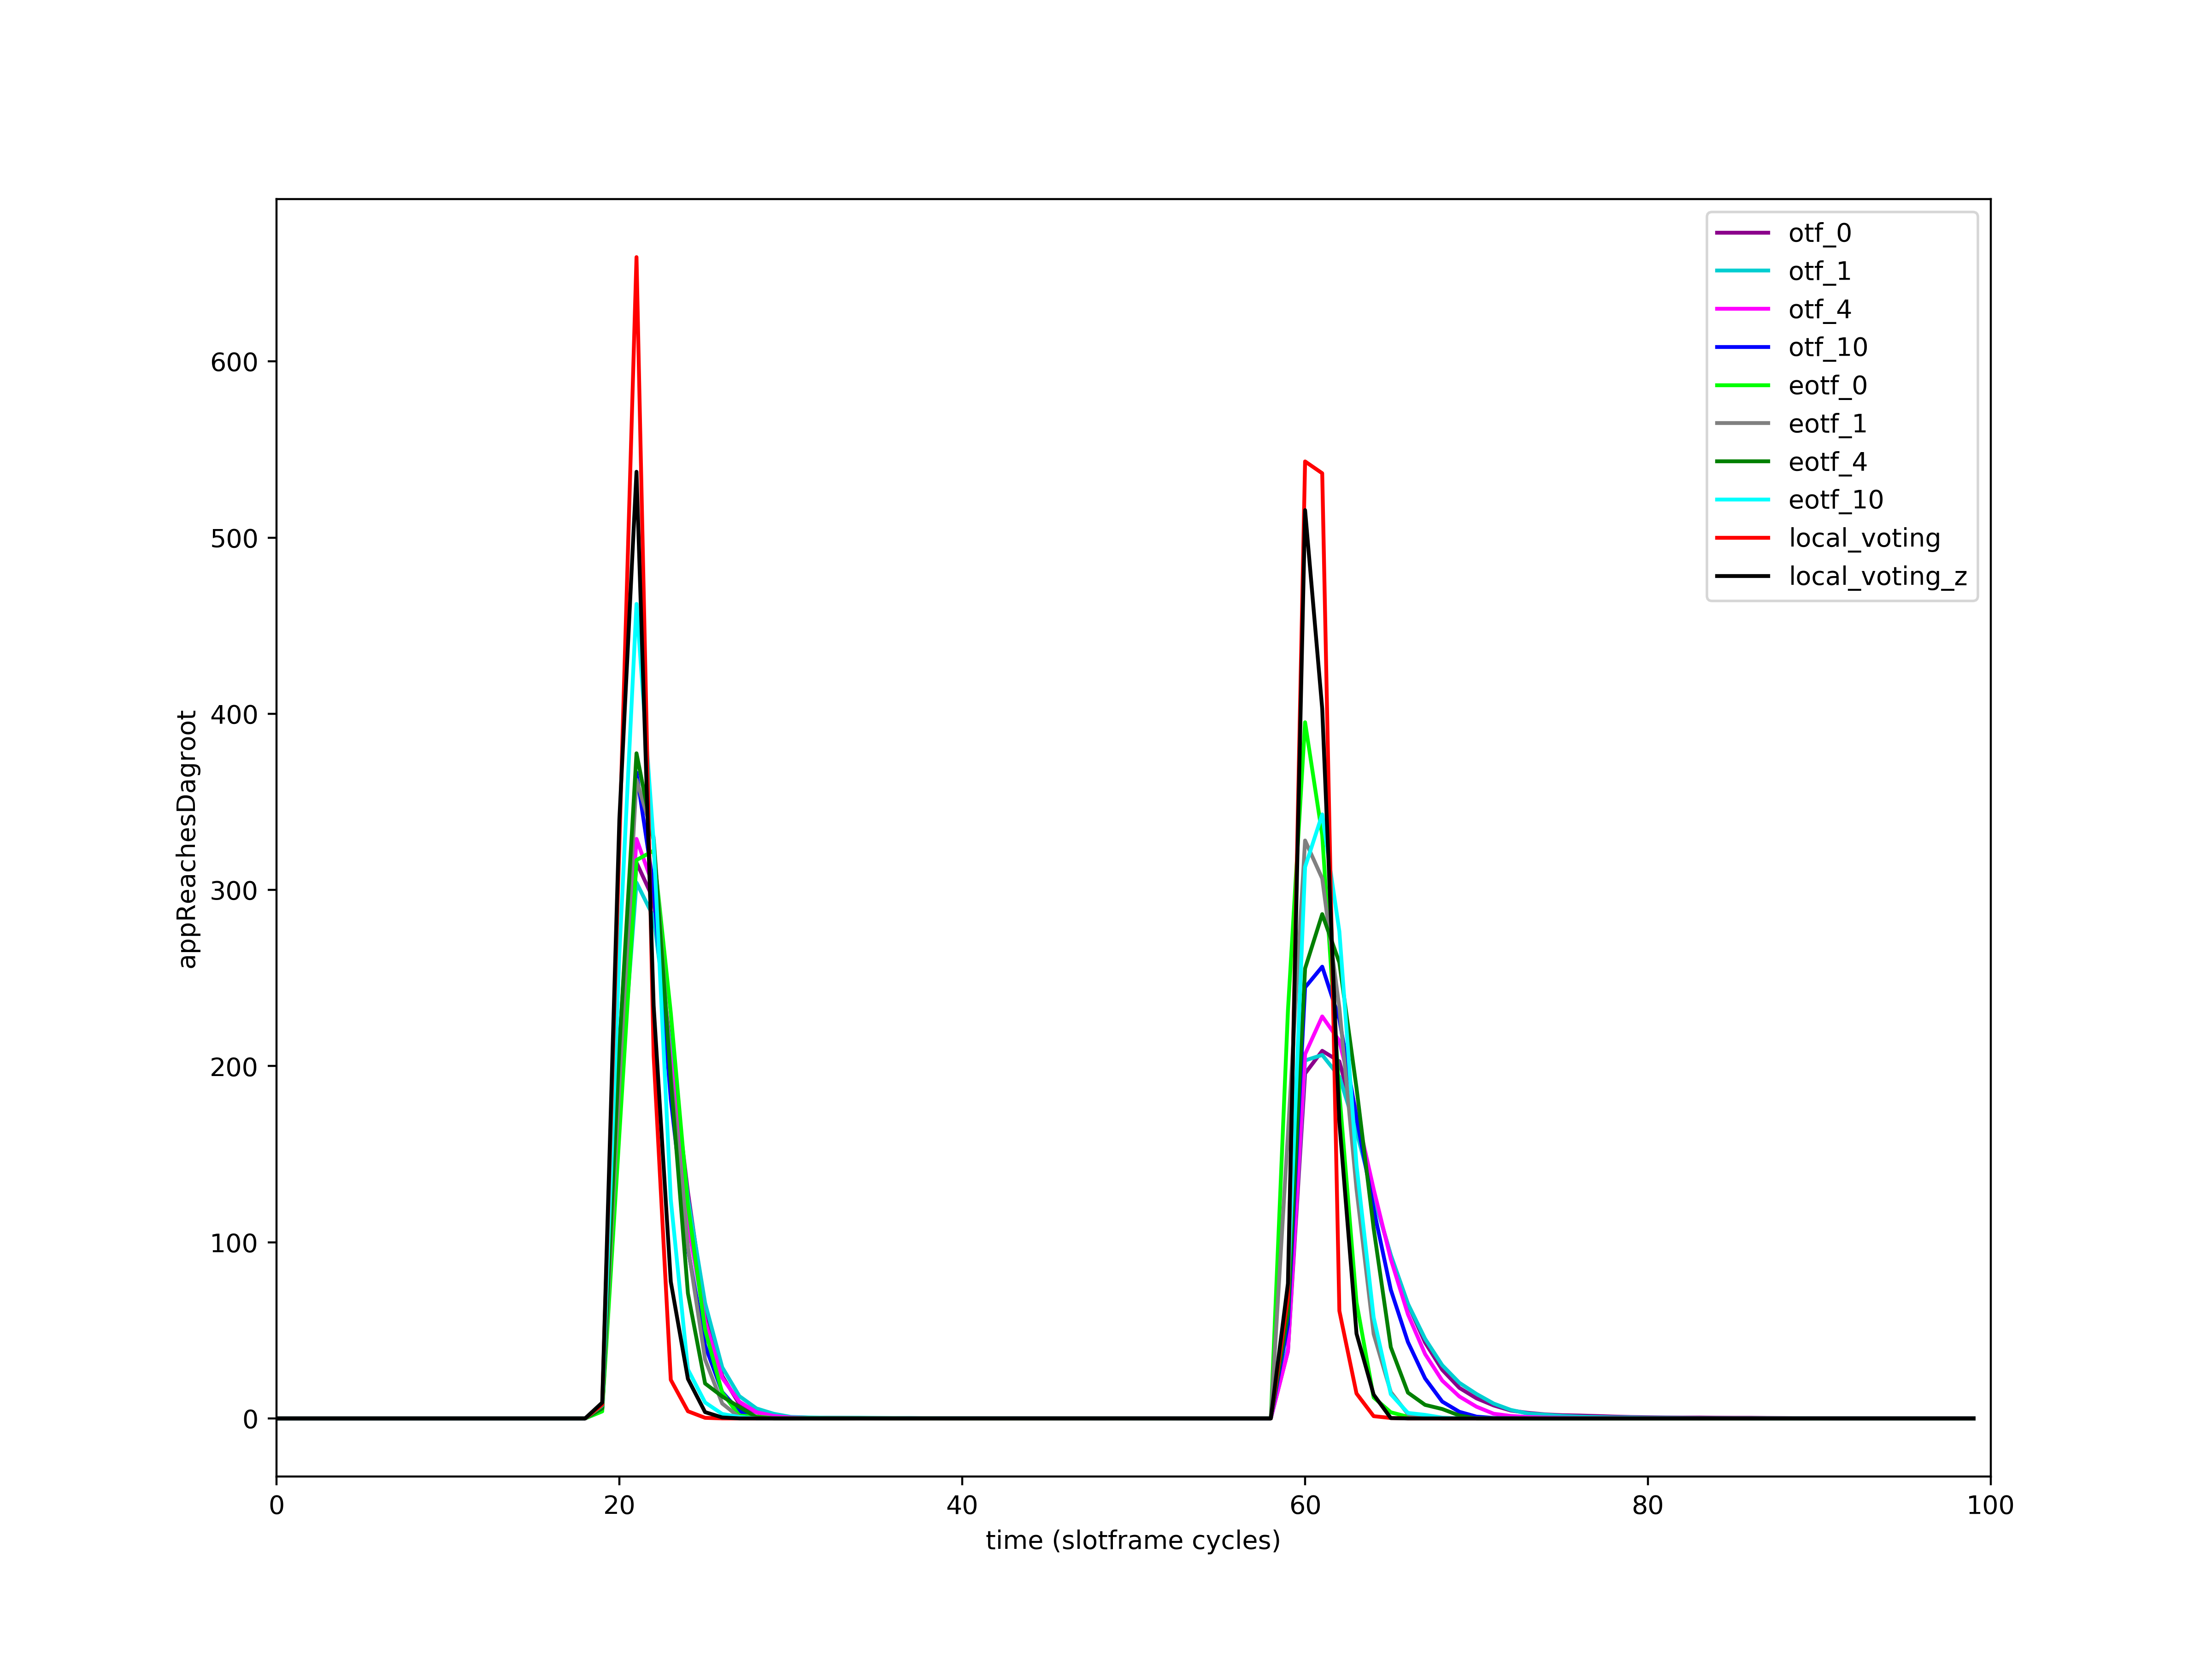 otf_0
otf_1
otf_4
otf_10
eotf_0
eotf_1
eotf_4
eotf_10
local_voting
local_voting_z
600
500
400
300
200
100
0
appReachesDagroot
0 20 40 60 80 100
time (slotframe cycles)